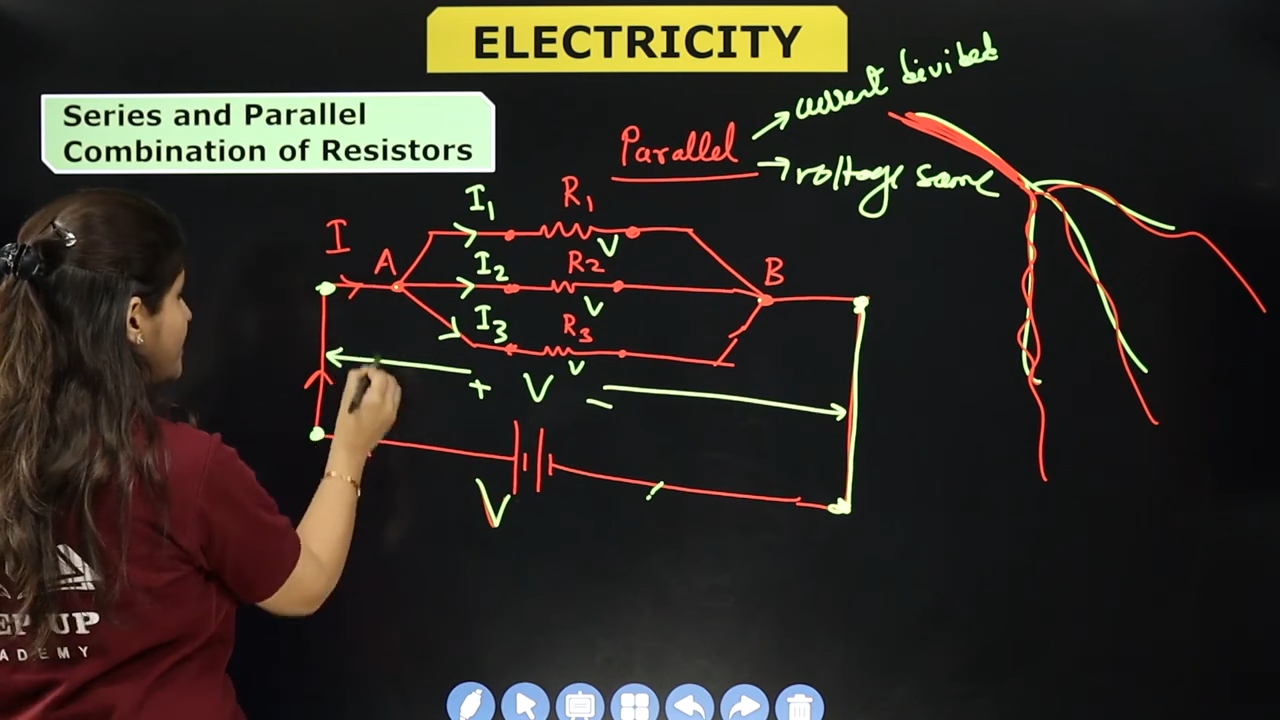 ELECTRICITY
Series and Parallel
Combination of Resistors
Parallel
→ current divided
→ voltage same
I
A
I1
R1
V
I2
R2
V
I3
R3
V
B
+ V -
V
EP UP
ADEMY